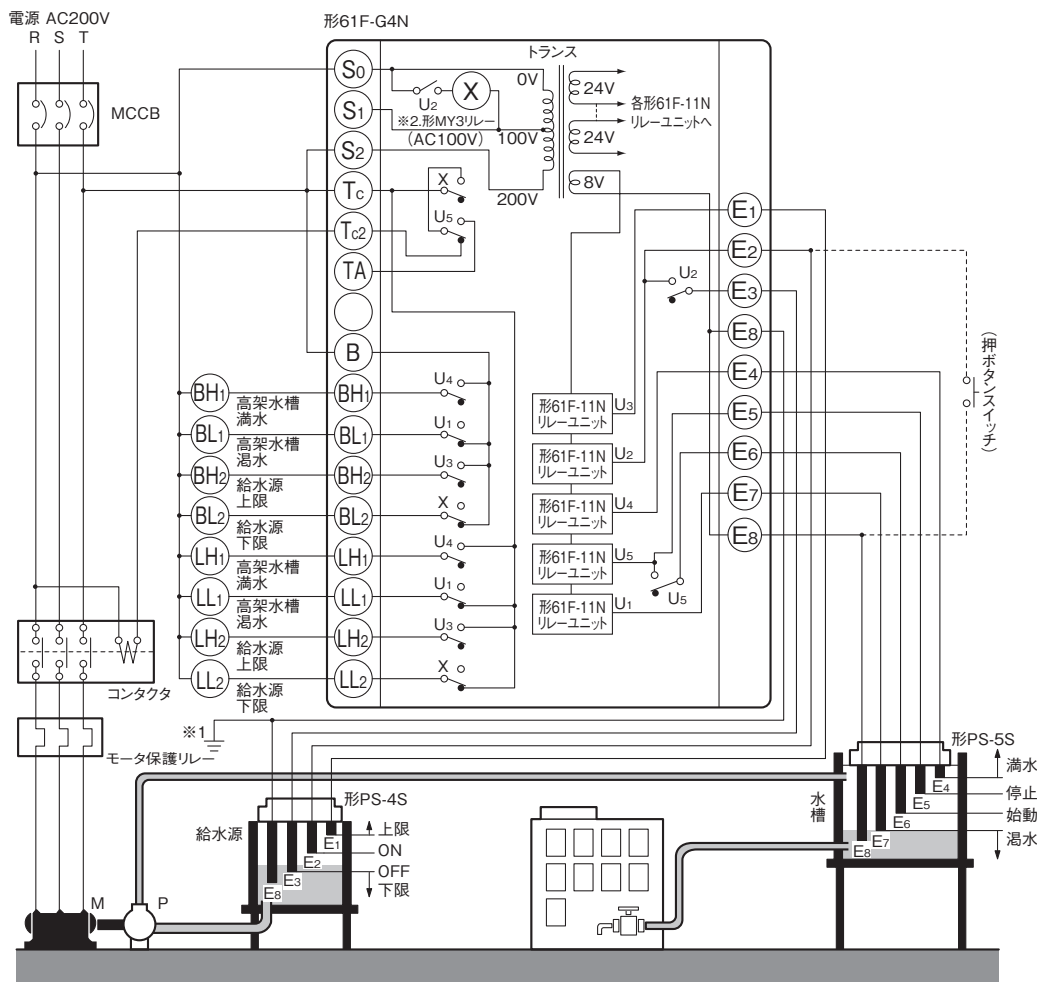 電源 AC200V
R S T
MCCB
形61F-G4N
S0
S1
S2
Tc
Tc2
TA
B
BH1
BL1
BH2
BL2
LH1
LL1
LH2
LL2
トランス
0V
100V
200V
24V
24V
8V
各形61F-11N
リレーユニットへ
U2
X
※2.形MY3リレー
(AC100V)
X
U5
U4
U1
U3
X
U4
U1
U3
X
BH1
高架水槽
満水
BL1
高架水槽
渇水
BH2
給水源
上限
BL2
給水源
下限
LH1
高架水槽
満水
LL1
高架水槽
渇水
LH2
給水源
上限
LL2
給水源
下限
形61F-11N
リレーユニット
U3
形61F-11N
リレーユニット
U2
形61F-11N
リレーユニット
U4
形61F-11N
リレーユニット
U5
形61F-11N
リレーユニット
U1
U2
U5
E1
E2
E3
E8
E4
E5
E6
E7
E8
(押ボタンスイッチ)
コンタクタ
モータ保護リレー
※1
M
P
形PS-4S
給水源
E1
E2
E3
E8
上限
ON
OFF
下限
形PS-5S
水槽
E4
E5
E6
E7
E8
満水
停止
始動
渇水